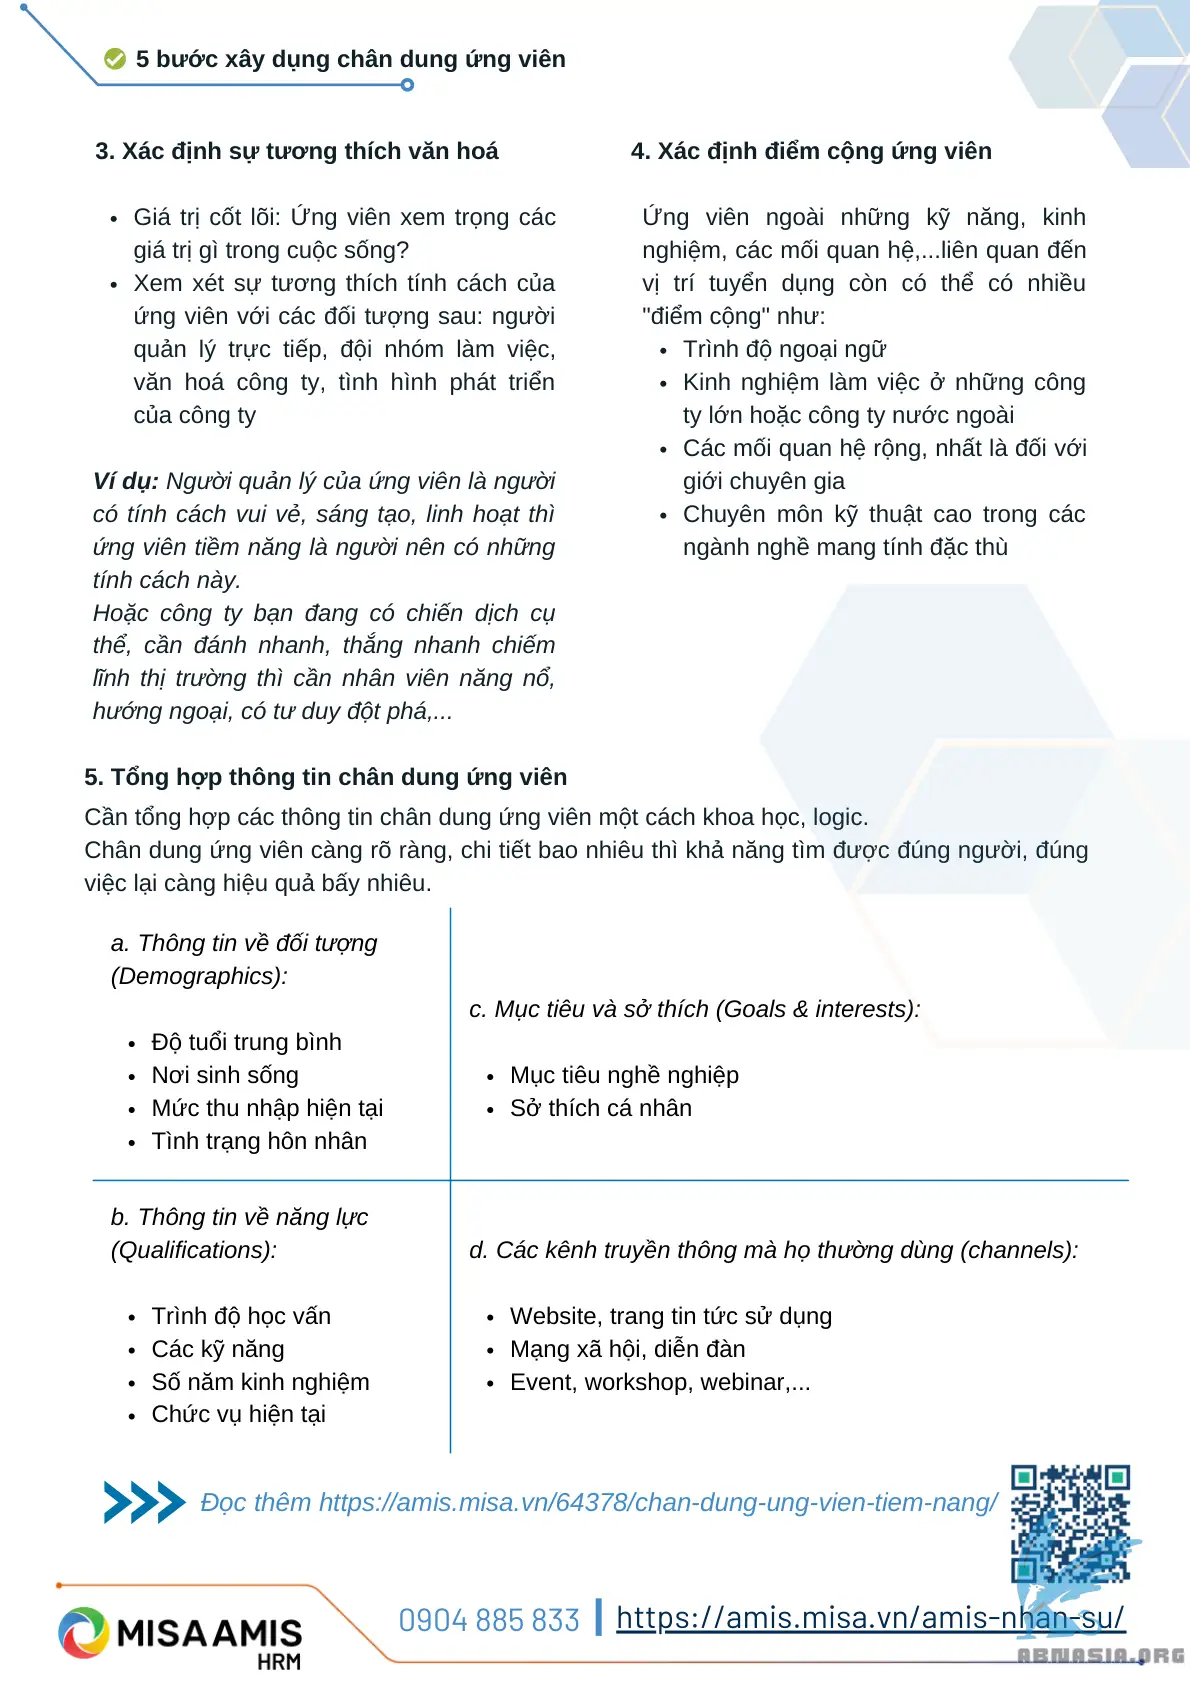 5 bước xây dụng chân dung ứng viên
3. Xác định sự tương thích văn hoá
Giá trị cốt lõi: Ứng viên xem trọng các
giá trị gì trong cuộc sống?
Xem xét sự tương thích tính cách của
ứng viên với các đối tượng sau: người
quản lý trực tiếp, đội nhóm làm việc,
văn hoá công ty, tình hình phát triển
của công ty
Ví dụ: Người quản lý của ứng viên là người
có tính cách vui vẻ, sáng tạo, linh hoạt thì
ứng viên tiềm năng là người nên có những
tính cách này.
Hoặc công ty bạn đang có chiến dịch cụ
thể, cần đánh nhanh, thắng nhanh chiếm
lĩnh thị trường thì cần nhân viên năng nổ,
hướng ngoại, có tư duy đột phá,...
4. Xác định điểm cộng ứng viên
Ứng viên ngoài những kỹ năng, kinh
nghiệm, các mối quan hệ,...liên quan đến
vị trí tuyển dụng còn có thể có nhiều
"điểm cộng" như:
Trình độ ngoại ngữ
Kinh nghiệm làm việc ở những công
ty lớn hoặc công ty nước ngoài
Các mối quan hệ rộng, nhất là đối với
giới chuyên gia
Chuyên môn kỹ thuật cao trong các
ngành nghề mang tính đặc thù
5. Tổng hợp thông tin chân dung ứng viên
Cần tổng hợp các thông tin chân dung ứng viên một cách khoa học, logic.
Chân dung ứng viên càng rõ ràng, chi tiết bao nhiêu thì khả năng tìm được đúng người, đúng
việc lại càng hiệu quả bấy nhiêu.
a. Thông tin về đối tượng
(Demographics):
Độ tuổi trung bình
Nơi sinh sống
Mức thu nhập hiện tại
Tình trạng hôn nhân
c. Mục tiêu và sở thích (Goals & interests):
Mục tiêu nghề nghiệp
Sở thích cá nhân
b. Thông tin về năng lực
(Qualifications):
Trình độ học vấn
Các kỹ năng
Số năm kinh nghiệm
Chức vụ hiện tại
d. Các kênh truyền thông mà họ thường dùng (channels):
Website, trang tin tức sử dụng
Mạng xã hội, diễn đàn
Event, workshop, webinar,...
Đọc thêm https://amis.misa.vn/64378/chan-dung-ung-vien-tiem-nang/
MISA AMIS
HRM
0904 885 833
https://amis.misa.vn/amis-nhan-su/
ABNASIA.ORG